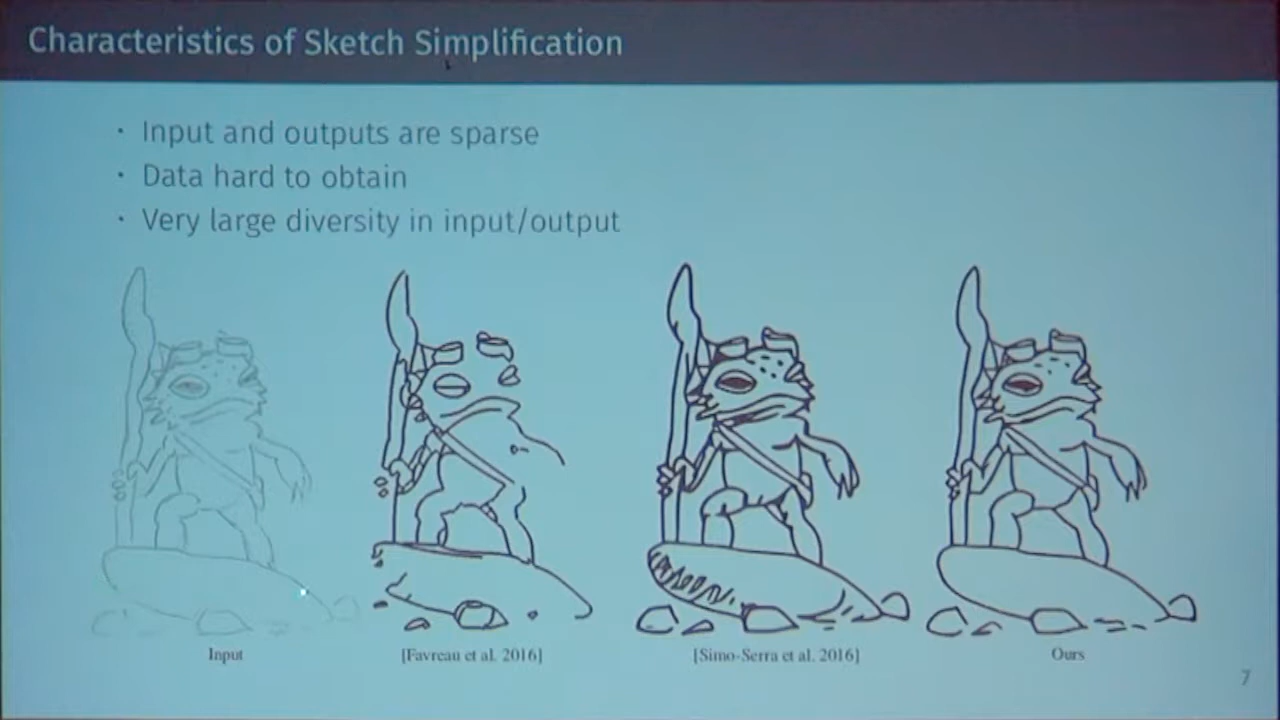 Characteristics of Sketch Simplification
· Input and outputs are sparse
· Data hard to obtain
· Very large diversity in input/output
Input
[Favreau et al. 2016]
[Simo-Serra et al. 2016]
Ours
7